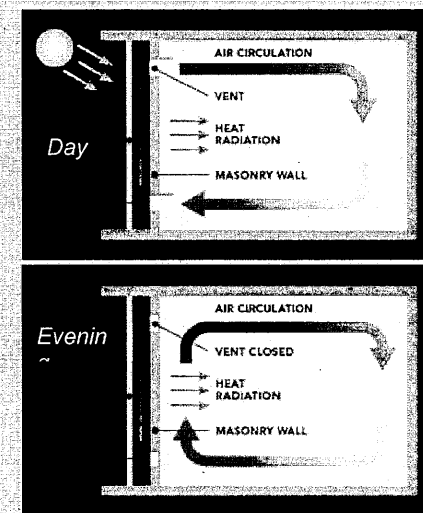 AIR CIRCULATION
VENT
Day
HEAT
RADIATION
MASONRY WALL
AIR CIRCULATION
Evenin
~
VENT CLOSED
HEAT
RADIATION
MASONRY WALL